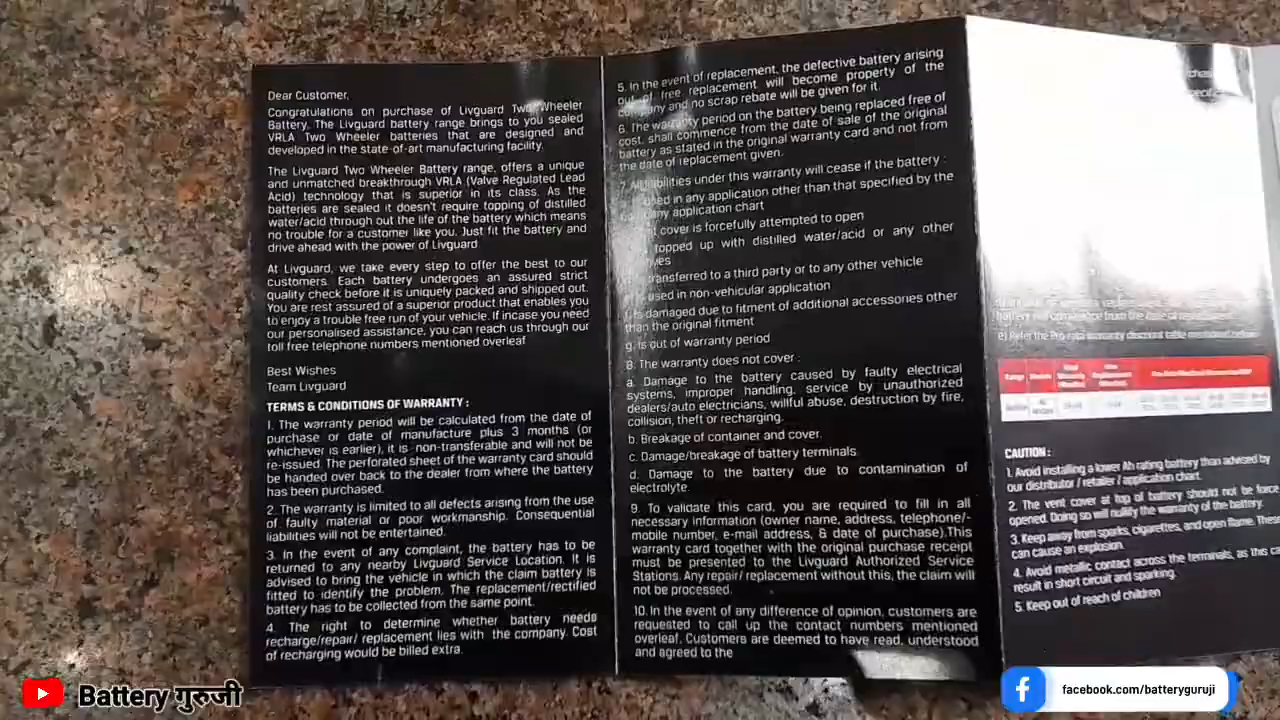 Dear Customer,
Congratulations on purchase of Livguard Two Wheeler
Battery. The Livguard battery range brings to you sealed
VRLA Two Wheeler batteries that are designed and
developed in the state-of-art manufacturing facility.
The Livguard Two Wheeler Battery range, offers a unique
and unmatched breakthrough VRLA (Valve Regulated Lead
Acid) technology that is superior in its class. As the
batteries are sealed it doesn't require topping of distilled
water/acid through out the life of the battery which means
no trouble for a customer like you. Just fit the battery and
drive ahead with the power of Livguard
At Livguard, we take every step to offer the best to our
customers. Each battery undergoes an assured strict
quality check before it is uniquely packed and shipped out.
You are rest assured of a superior product that enables you
to enjoy a trouble free run of your vehicle. If incase you need
our personalised assistance, you can reach us through our
toll free telephone numbers mentioned overleaf
Best Wishes
Team Livguard
TERMS & CONDITIONS OF WARRANTY :
1. The warranty period will be calculated from the date of
purchase or date of manufacture plus 3 months (or
whichever is earlier), it is non-transferable and will not be
re-issued. The perforated sheet of the warranty card should
be handed over back to the dealer from where the battery
has been purchased.
2. The warranty is limited to all defects arising from the use
of faulty material or poor workmanship. Consequential
liabilities will not be entertained.
3. In the event of any complaint, the battery has to be
returned to any nearby Livguard Service Location. It is
advised to bring the vehicle in which the claim battery is
fitted to identify the problem. The replacement/rectified
battery has to be collected from the same point.
4. The right to determine whether battery needs
recharge/repair/ replacement lies with the company. Cost
of recharging would be billed extra.
5. In the event of replacement, the defective battery arising
out of free replacement will become property of the
company and no scrap rebate will be given for it.
6. The warranty period on the battery being replaced free of
cost, shall commence from the date of sale of the original
battery as stated in the original warranty card and not from
the date of replacement given.
7. All liabilities under this warranty will cease if the battery :
used in any application other than that specified by the
application chart
cover is forcefully attempted to open
topped up with distilled water/acid or any other
transferred to a third party or to any other vehicle
used in non-vehicular application
f. Is damaged due to fitment of additional accessories other
than the original fitment
g. Is out of warranty period
8. The warranty does not cover :
a. Damage to the battery caused by faulty electrical
systems, improper handling, service by unauthorized
dealers/auto electricians, willful abuse, destruction by fire,
collision, theft or recharging.
b. Breakage of container and cover.
c. Damage/breakage of battery terminals
d. Damage to the battery due to contamination of
electrolyte.
9. To validate this card, you are required to fill in all
necessary information (owner name, address, telephone/-
mobile number, e-mail address, & date of purchase).This
warranty card together with the original purchase receipt
must be presented to the Livguard Authorized Service
Stations. Any repair/ replacement without this, the claim will
not be processed.
10. In the event of any difference of opinion, customers are
requested to call up the contact numbers mentioned
overleaf. Customers are deemed to have read, understood
and agreed to the
e) Refer the Pro-rata warranty discount table mentioned below
CAUTION :
1. Avoid installing a lower Ah rating battery than advised by
our distributor / retailer / application chart.
2. The vent cover at top of battery should not be force
opened. Doing so will nullify the warranty of the battery.
3. Keep away from sparks, cigarettes, and open flame. These
can cause an explosion.
4. Avoid metallic contact across the terminals, as this ca
result in short circuit and sparking.
5. Keep out of reach of children
Battery गुरुजी
facebook.com/batteryguruji